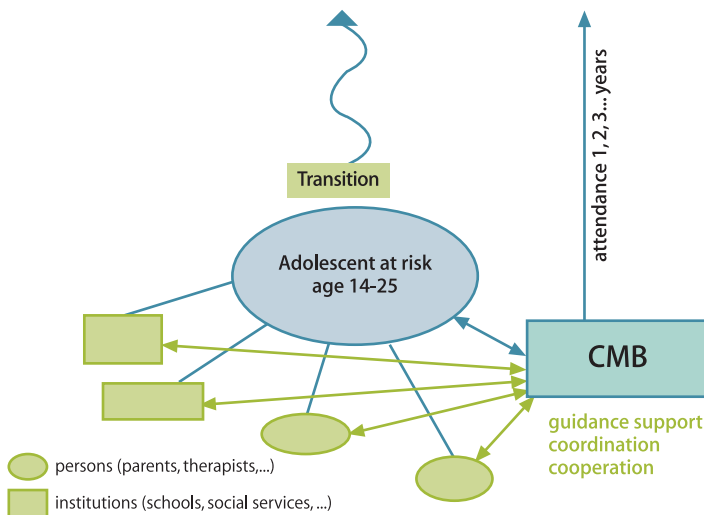 attendance 1, 2, 3... years
Transition
Adolescent at risk
age 14-25
CMB
guidance support
coordination
cooperation
persons (parents, therapists,...)
institutions (schools, social services, ...)